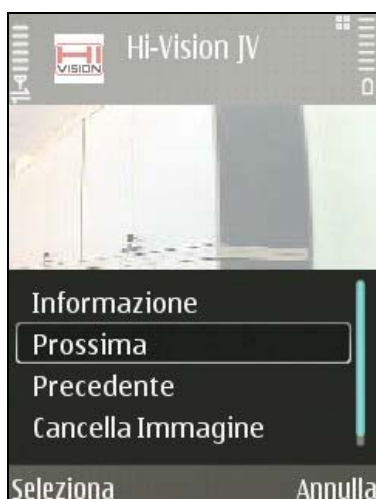 HI
VISION
Hi-Vision JV
Informazione
Prossima
Precedente
Cancella Immagine
Seleziona Annulla